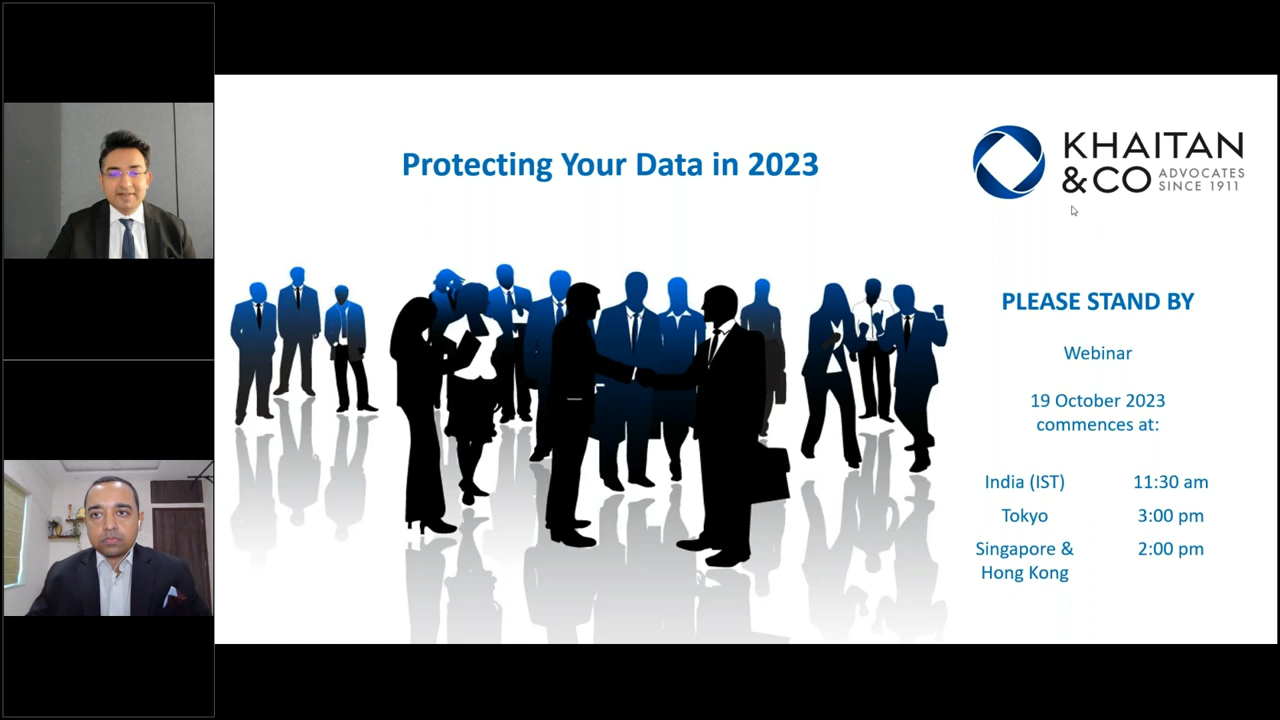 Protecting Your Data in 2023
KHAITAN
&CO ADVOCATES
SINCE 1911
PLEASE STAND BY
Webinar
19 October 2023
commences at:
India (IST) 11:30 am
Tokyo 3:00 pm
Singapore & 2:00 pm
Hong Kong